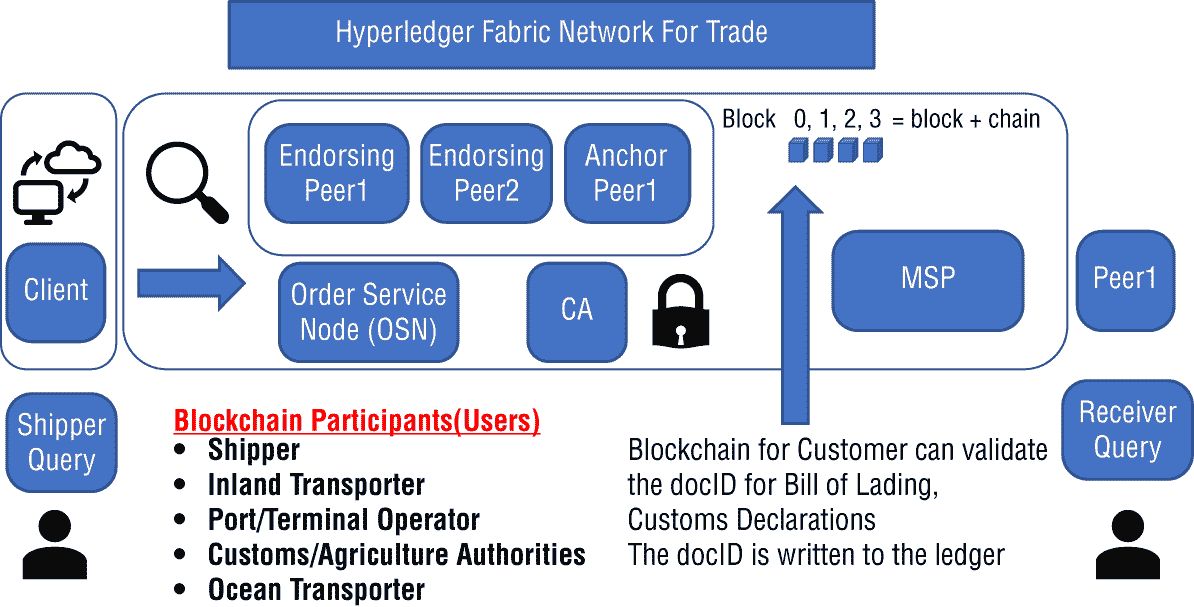 Hyperledger Fabric Network For Trade
Endorsing
Peer1
Endorsing
Peer2
Anchor
Peer1
Block 0, 1, 2, 3 = block + chain
Client
Order Service
Node (OSN)
CA
MSP
Peer1
Shipper
Query
Blockchain Participants(Users)
• Shipper
• Inland Transporter
• Port/Terminal Operator
• Customs/Agriculture Authorities
• Ocean Transporter
Blockchain for Customer can validate
the docID for Bill of Lading,
Customs Declarations
The docID is written to the ledger
Receiver
Query